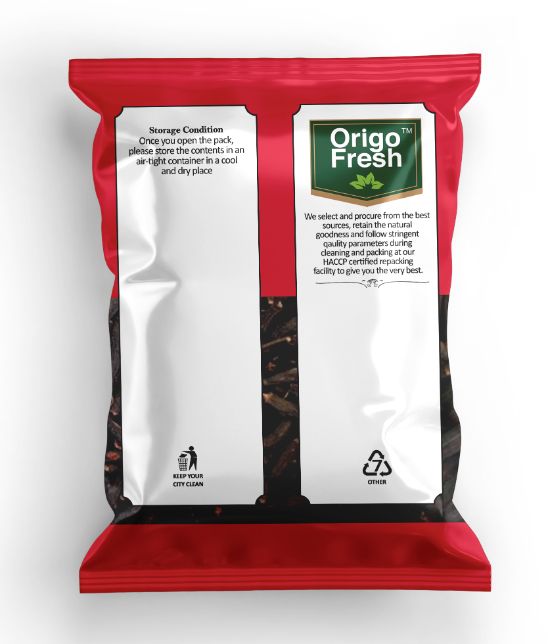 Storage Condition
Once you open the pack,
please store the contents in an
air-tight container in a cool
and dry place
KEEP YOUR
CITY CLEAN
Origo™
Fresh
We select and procure from the best
sources, retain the natural
goodness and follow stringent
qaulity parameters during
cleaning and packing at our
HACCP certified repacking
facility to give you the very best.
7
OTHER